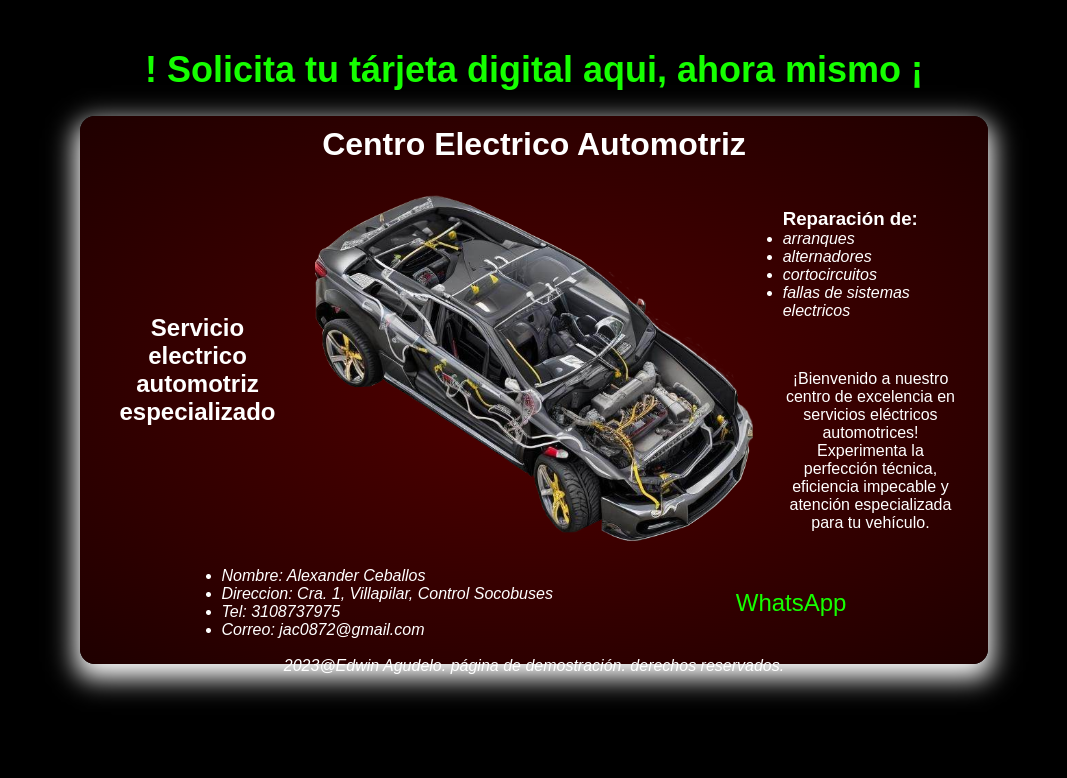 ! Solicita tu tárjeta digital aqui, ahora mismo ¡
Centro Electrico Automotriz
Servicio
electrico
automotriz
especializado
Reparación de:
arranques
alternadores
cortocircuitos
fallas de sistemas
electricos
¡Bienvenido a nuestro
centro de excelencia en
servicios eléctricos
automotrices!
Experimenta la
perfección técnica,
eficiencia impecable y
atención especializada
para tu vehículo.
Nombre: Alexander Ceballos
Direccion: Cra. 1, Villapilar, Control Socobuses
Tel: 3108737975
Correo: jac0872@gmail.com
WhatsApp
2023@Edwin Agudelo. página de demostración. derechos reservados.